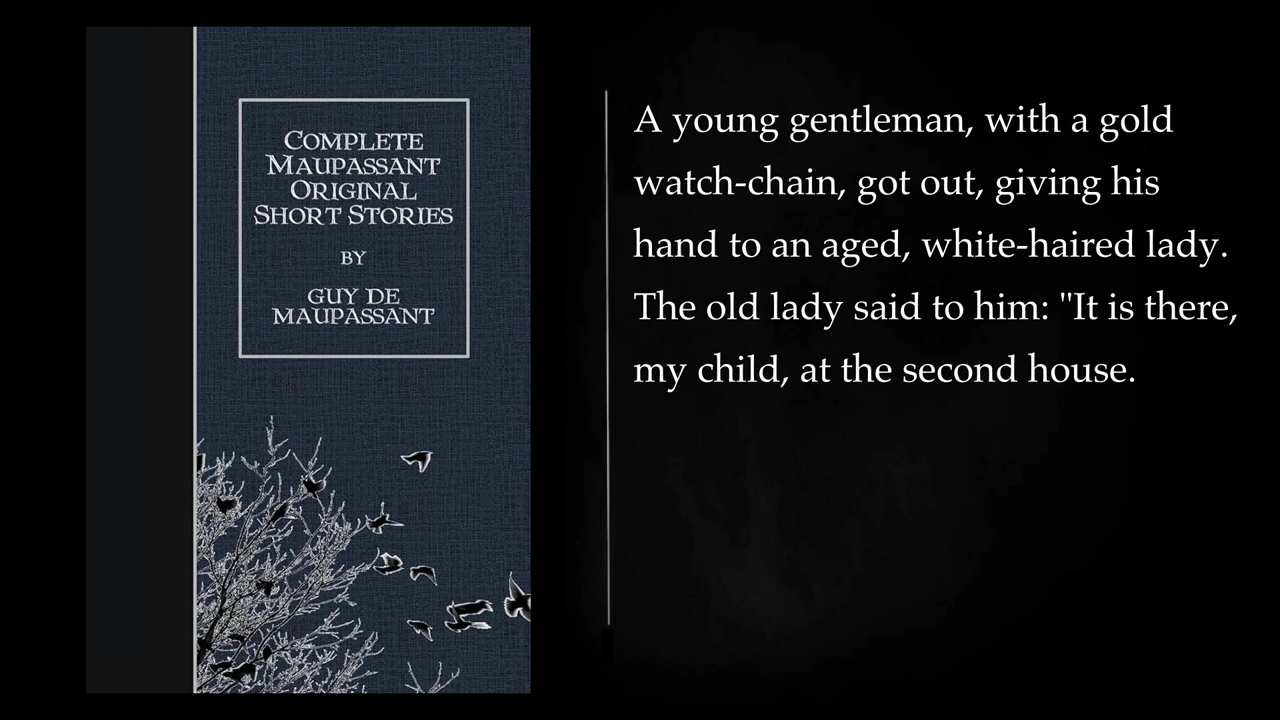 COMPLETE
MAUPASSANT
ORIGINAL
SHORT STORIES
BY
GUY DE
MAUPASSANT
A young gentleman, with a gold
watch-chain, got out, giving his
hand to an aged, white-haired lady.
The old lady said to him: "It is there,
my child, at the second house.